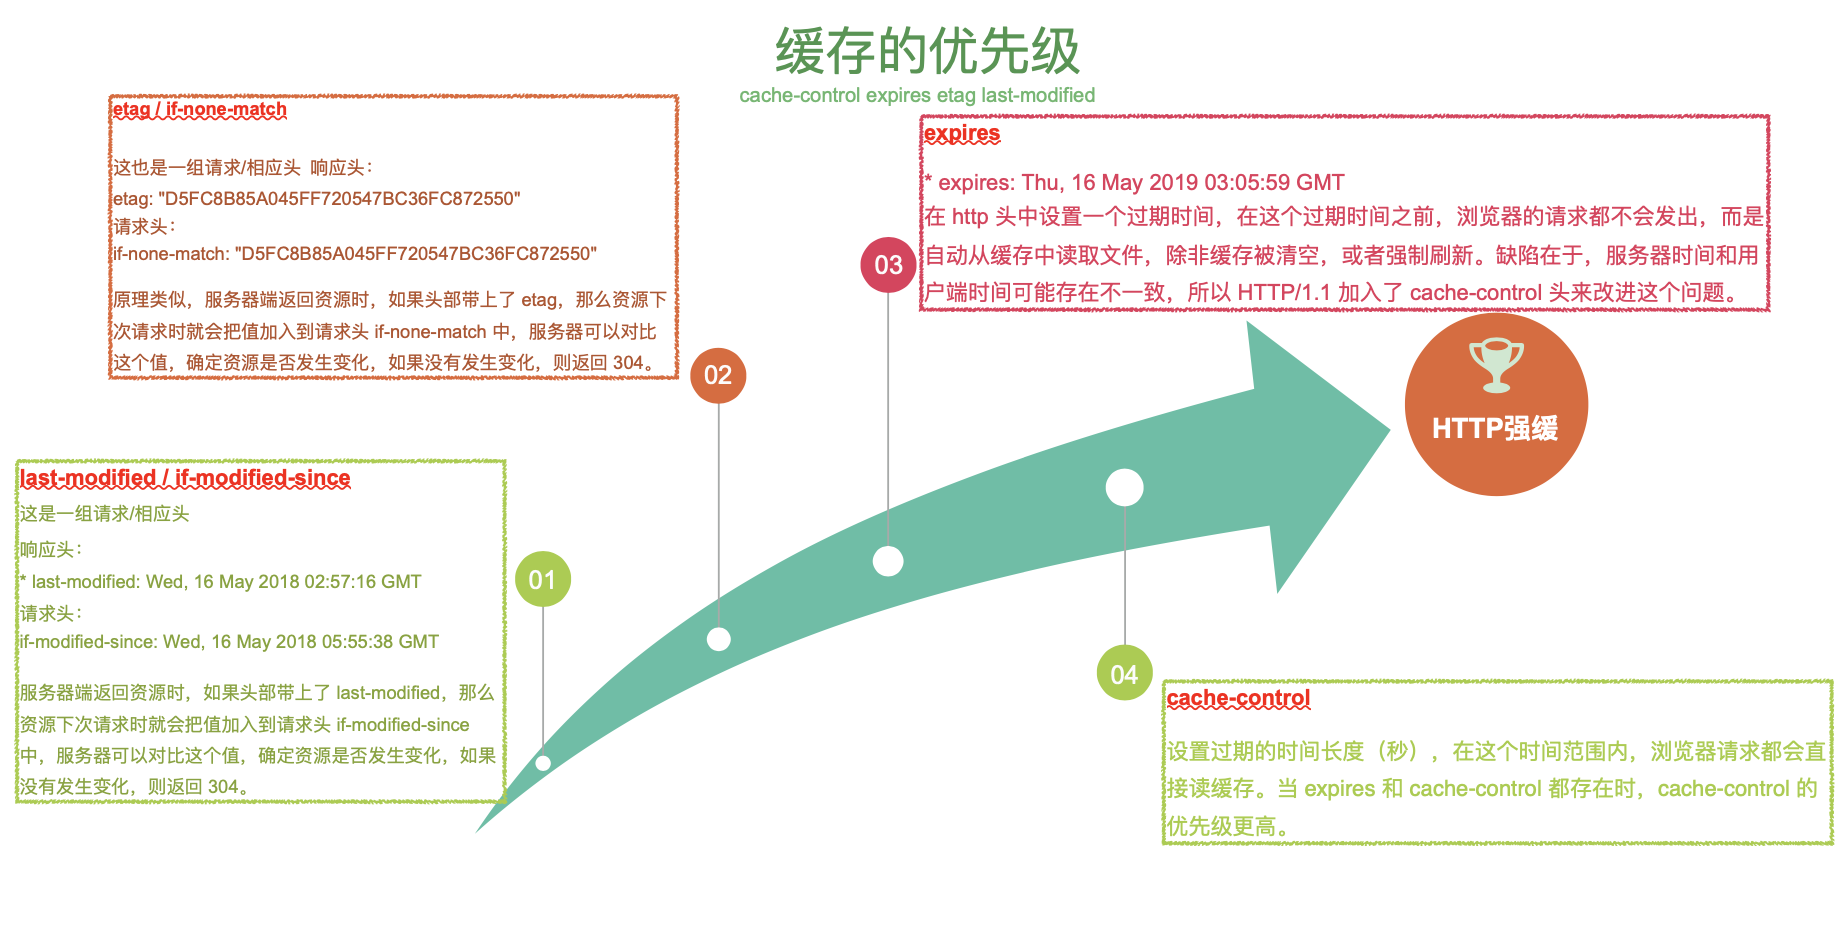 缓存的优先级
cache-control expires etag last-modified
etag / if-none-match
这也是一组请求/相应头 响应头：
etag: "D5FC8B85A045FF720547BC36FC872550"
请求头：
if-none-match: "D5FC8B85A045FF720547BC36FC872550"
原理类似，服务器端返回资源时，如果头部带上了 etag，那么资源下
次请求时就会把值加入到请求头 if-none-match 中，服务器可以对比
这个值，确定资源是否发生变化，如果没有发生变化，则返回 304。
02
expires
* expires: Thu, 16 May 2019 03:05:59 GMT
在 http 头中设置一个过期时间，在这个过期时间之前，浏览器的请求都不会发出，而是
自动从缓存中读取文件，除非缓存被清空，或者强制刷新。缺陷在于，服务器时间和用
户端时间可能存在不一致，所以 HTTP/1.1 加入了 cache-control 头来改进这个问题。
03
HTTP强缓
last-modified / if-modified-since
这是一组请求/相应头
响应头：
* last-modified: Wed, 16 May 2018 02:57:16 GMT
请求头：
if-modified-since: Wed, 16 May 2018 05:55:38 GMT
服务器端返回资源时，如果头部带上了 last-modified，那么
资源下次请求时就会把值加入到请求头 if-modified-since
中，服务器可以对比这个值，确定资源是否发生变化，如果
没有发生变化，则返回 304。
01
04
cache-control
设置过期的时间长度（秒），在这个时间范围内，浏览器请求都会直
接读缓存。当 expires 和 cache-control 都存在时，cache-control 的
优先级更高。